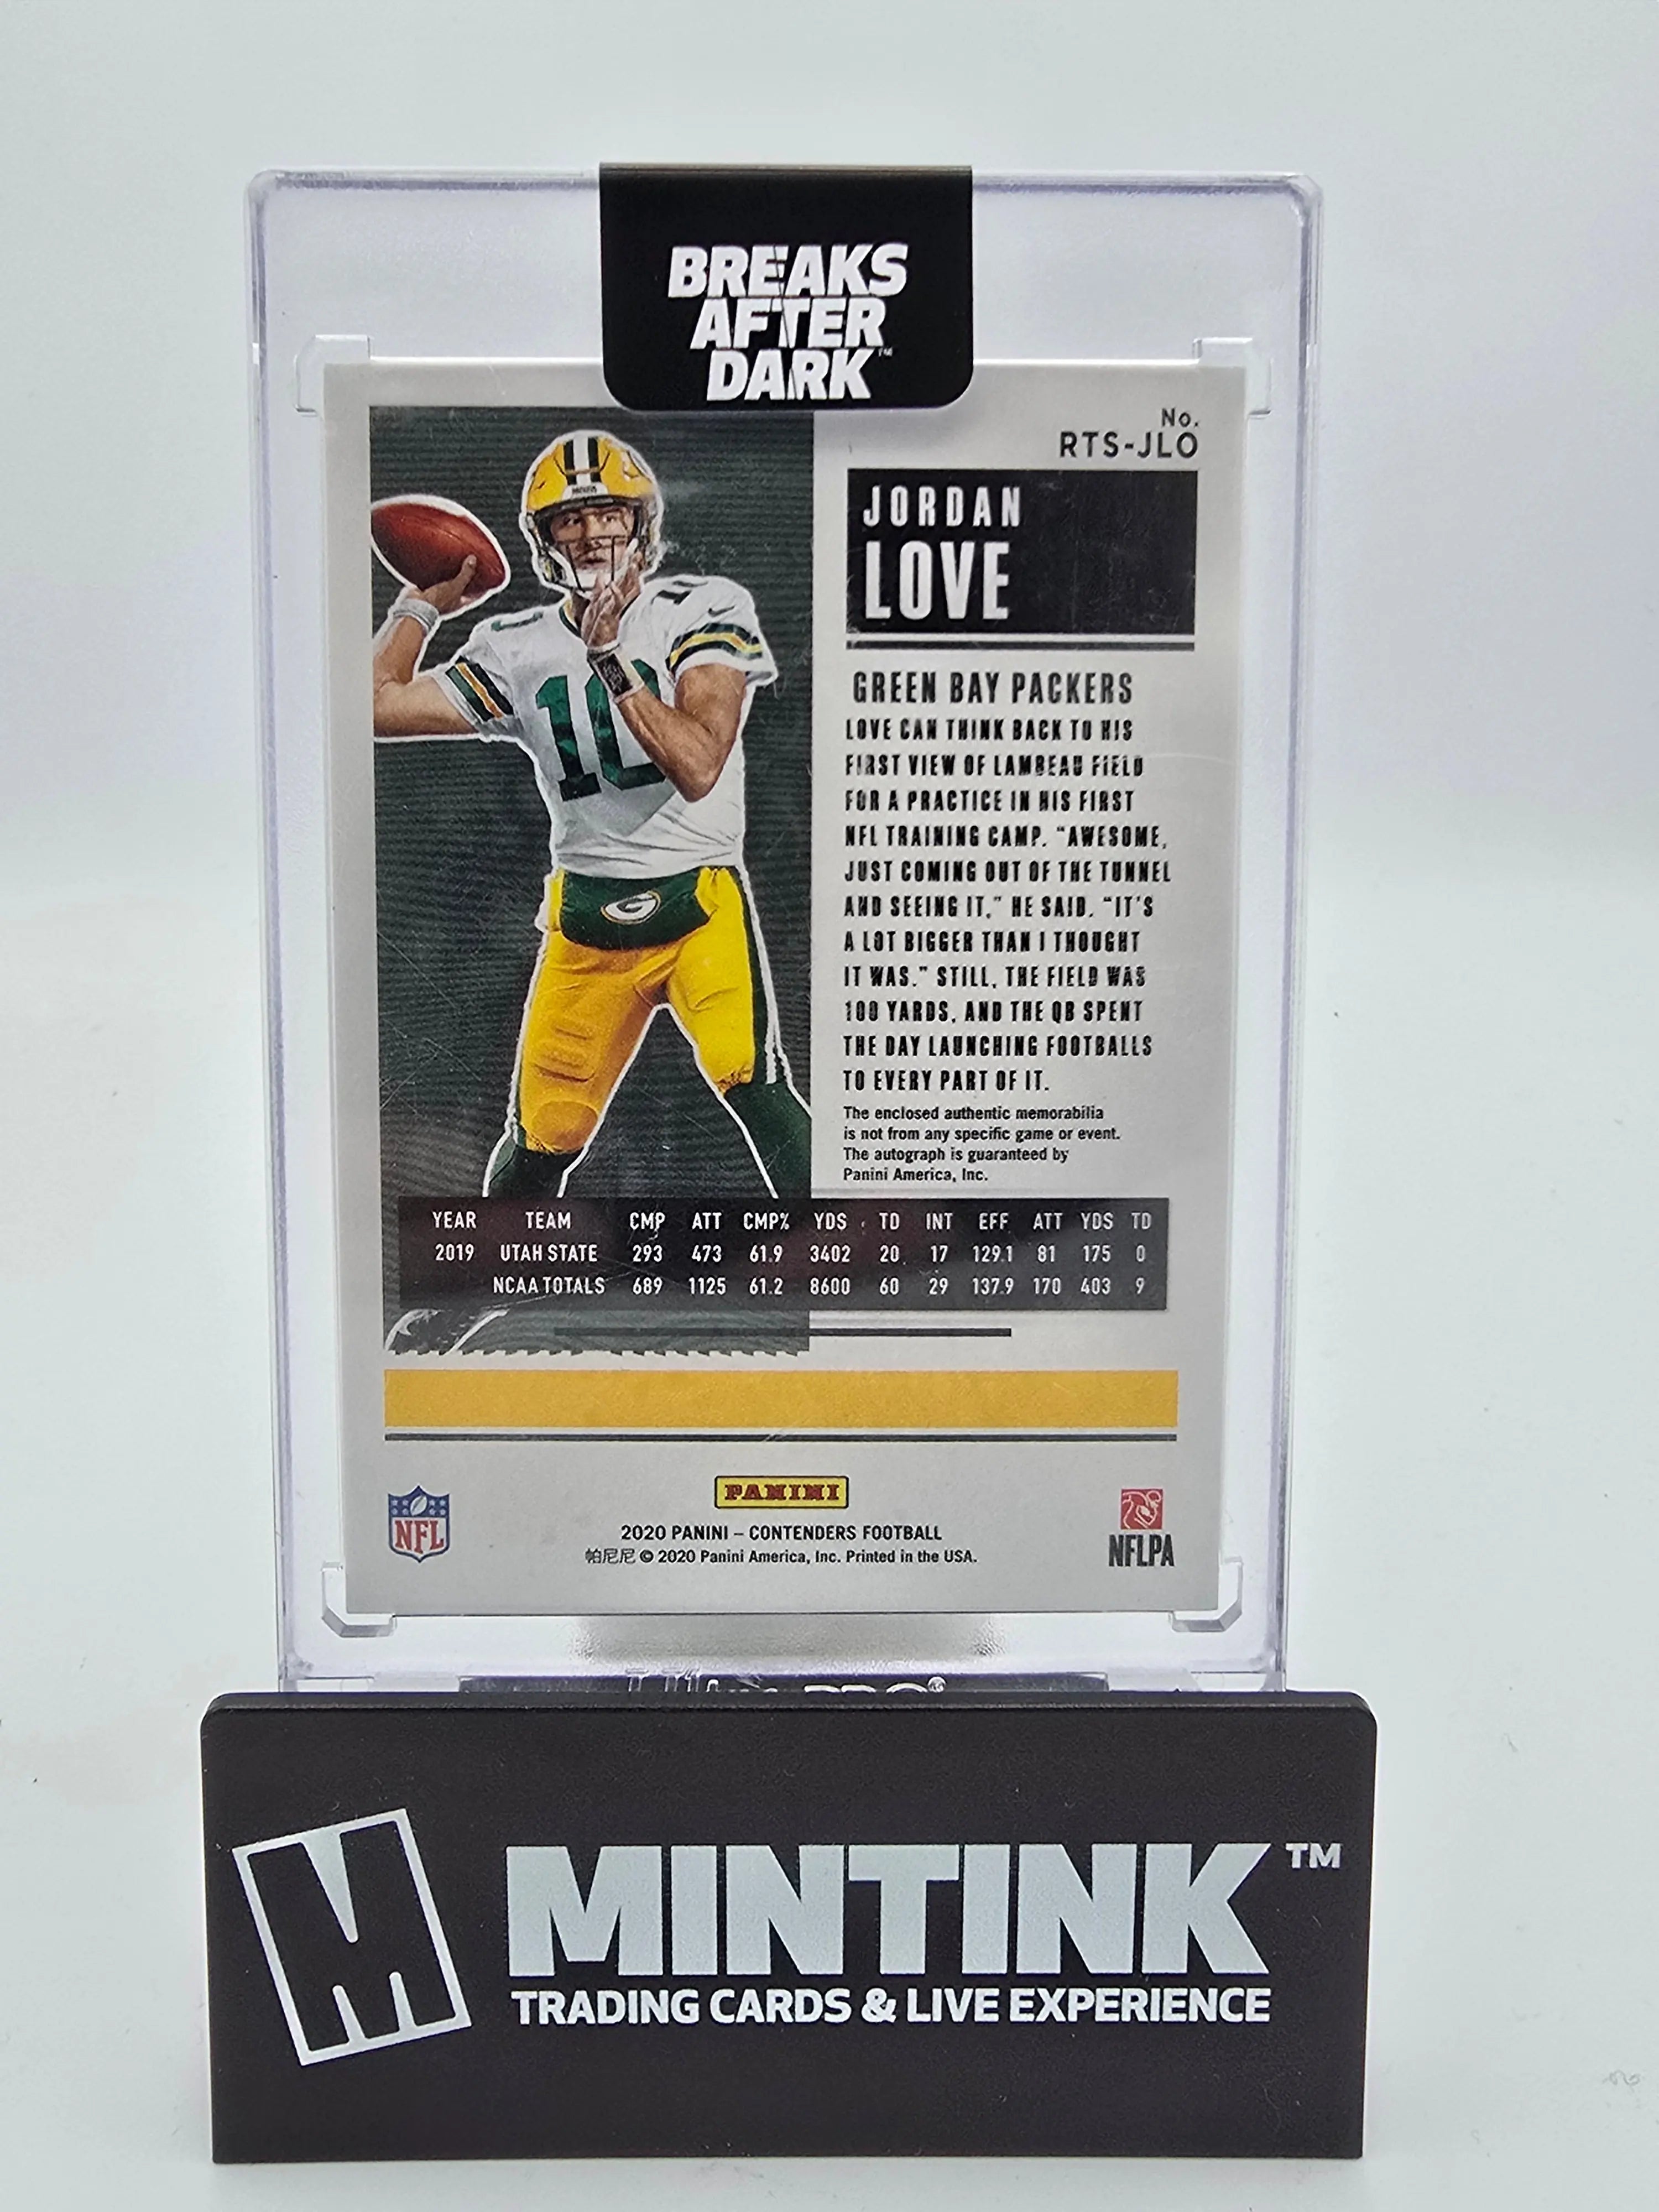 BREAKS
AFTER
DARK™
No.
RTS-JLO
JORDAN
LOVE
GREEN BAY PACKERS
LOVE CAN THINK BACK TO HIS
FIRST VIEW OF LAMBEAU FIELD
FOR A PRACTICE IN HIS FIRST
NFL TRAINING CAMP. "AWESOME,
JUST COMING OUT OF THE TUNNEL
AND SEEING IT," HE SAID. "IT'S
A LOT BIGGER THAN I THOUGHT
IT WAS." STILL, THE FIELD WAS
100 YARDS, AND THE QB SPENT
THE DAY LAUNCHING FOOTBALLS
TO EVERY PART OF IT.
The enclosed authentic memorabilia
is not from any specific game or event.
The autograph is guaranteed by
Panini America, Inc.
10
G
YEAR TEAM CMP ATT CMP% YDS TD INT EFF ATT YDS TD
2019 UTAH STATE 293 473 61.9 3402 20 17 129.1 81 175 0
NCAA TOTALS 689 1125 61.2 8600 60 29 137.9 170 403 9
PANINI
NFL
NFLPA
2020 PANINI – CONTENDERS FOOTBALL
帕尼尼 © 2020 Panini America, Inc. Printed in the USA.
M MINTINK™
TRADING CARDS & LIVE EXPERIENCE